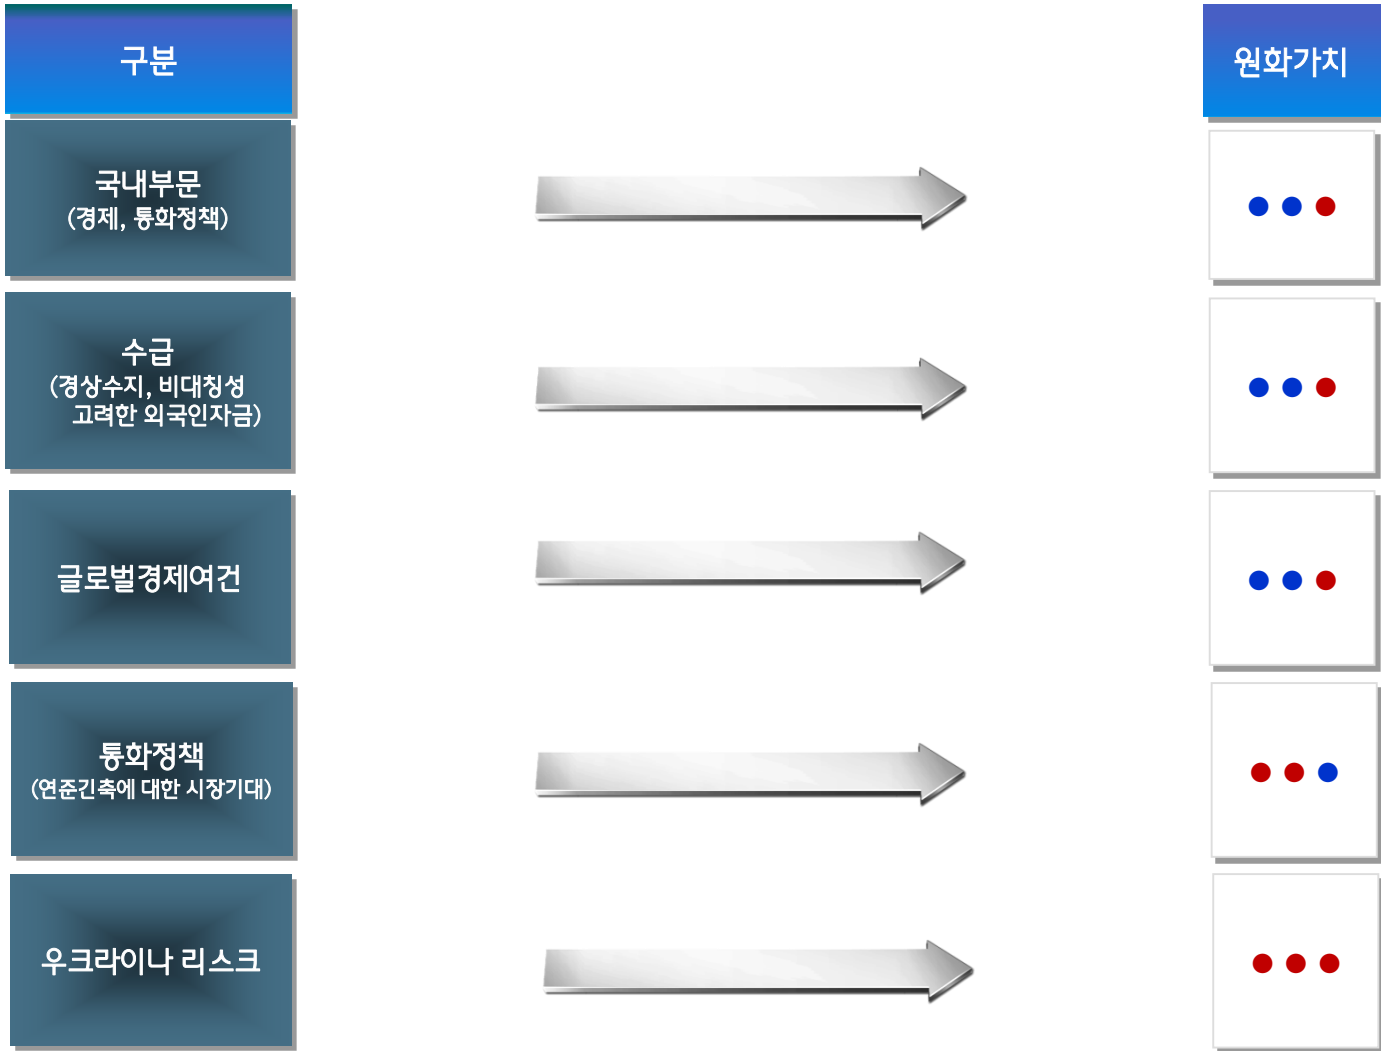 구분
원화가치
국내부문
(경제, 통화정책)
수급
(경상수지, 비대칭성
고려한 외국인자금)
글로벌경제여건
통화정책
(연준긴축에 대한 시장기대)
우크라이나 리스크